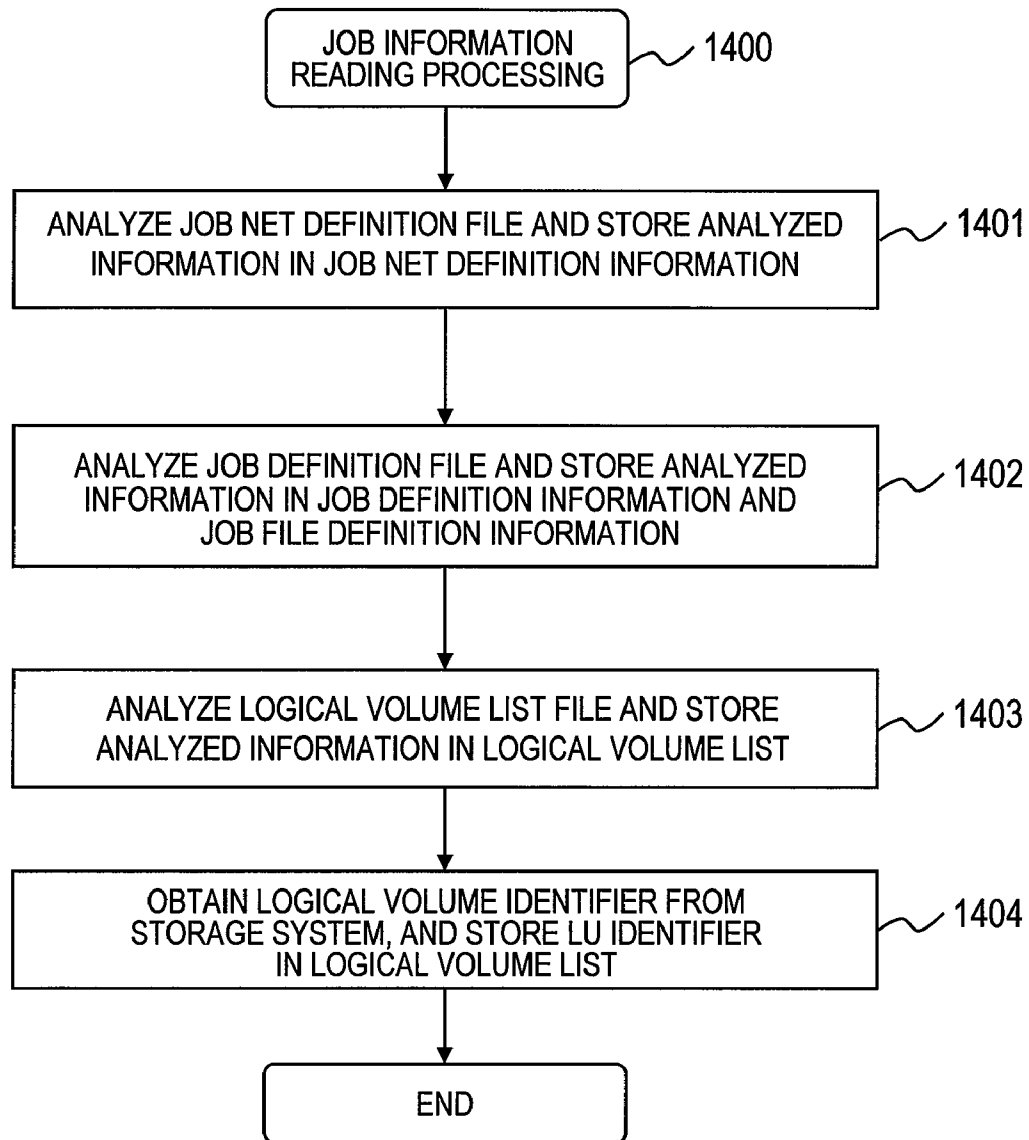 JOB INFORMATION
READING PROCESSING
1400
ANALYZE JOB NET DEFINITION FILE AND STORE ANALYZED
INFORMATION IN JOB NET DEFINITION INFORMATION
1401
ANALYZE JOB DEFINITION FILE AND STORE ANALYZED
INFORMATION IN JOB DEFINITION INFORMATION AND
JOB FILE DEFINITION INFORMATION
1402
ANALYZE LOGICAL VOLUME LIST FILE AND STORE
ANALYZED INFORMATION IN LOGICAL VOLUME LIST
1403
OBTAIN LOGICAL VOLUME IDENTIFIER FROM
STORAGE SYSTEM, AND STORE LU IDENTIFIER
IN LOGICAL VOLUME LIST
1404
END